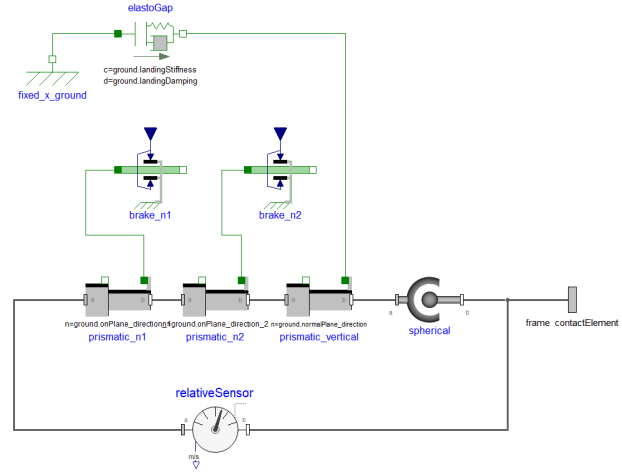 elastoGap
c=ground.landingStiffness
d=ground.landingDamping
fixed_x_ground
brake_n1
brake_n2
a
b
a
b
a
b
n=ground.onPlane_direction_1
n=ground.onPlane_direction_2
n=ground.normalPlane_direction
a
b
prismatic_n1
prismatic_n2
prismatic_vertical
spherical
frame_contactElement
relativeSensor
a
b
m/s